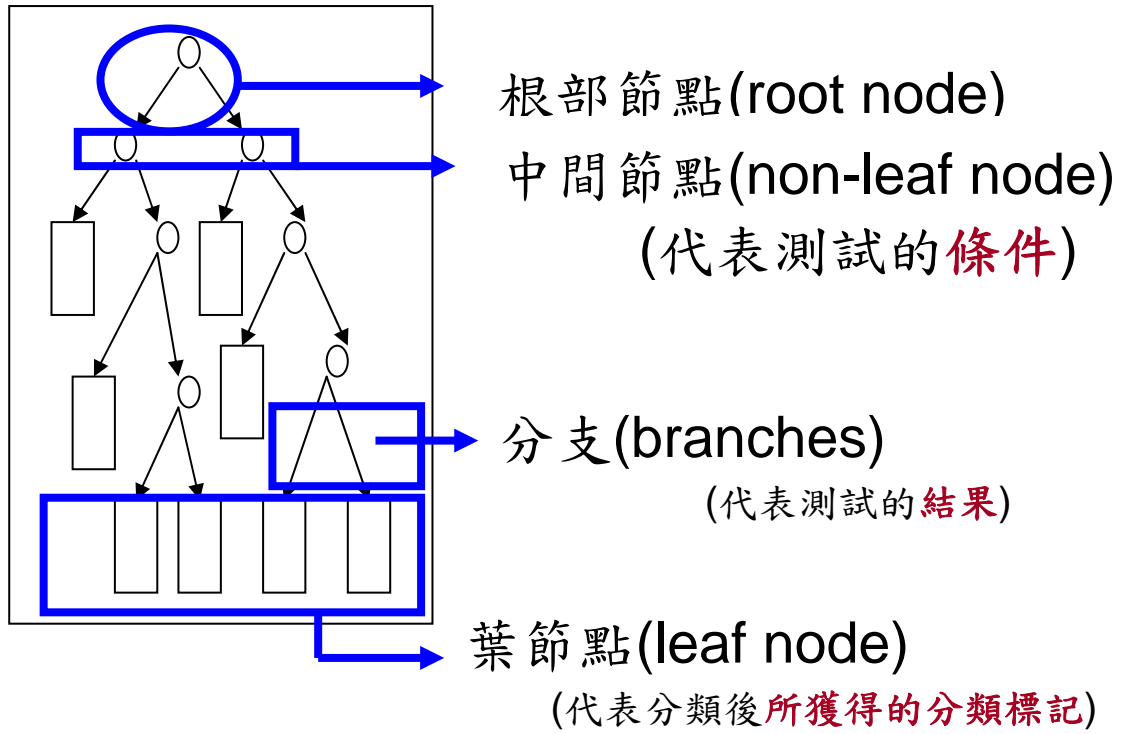 根部節點(root node)
中間節點(non-leaf node)
(代表測試的條件)
分支(branches)
(代表測試的結果)
葉節點(leaf node)
(代表分類後所獲得的分類標記)